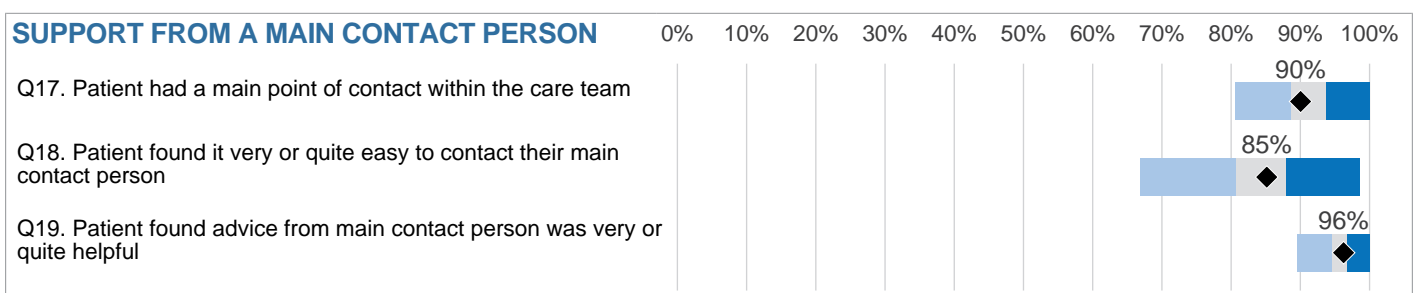 SUPPORT FROM A MAIN CONTACT PERSON
0% 10% 20% 30% 40% 50% 60% 70% 80% 90% 100%
Q17. Patient had a main point of contact within the care team
90%
Q18. Patient found it very or quite easy to contact their main
contact person
85%
Q19. Patient found advice from main contact person was very or
quite helpful
96%